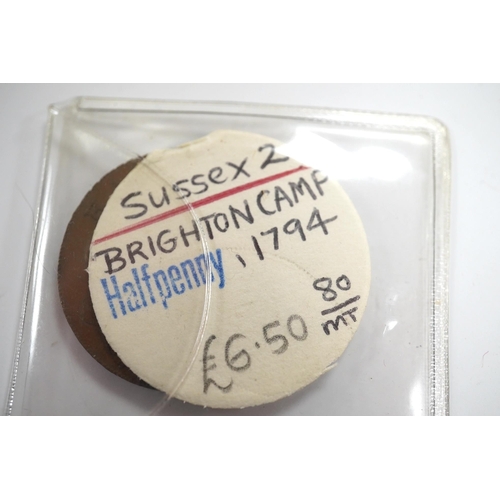 Sussex 2
BRIGHTON CAMP
Halfpenny, 1794
80
MT
£6.50